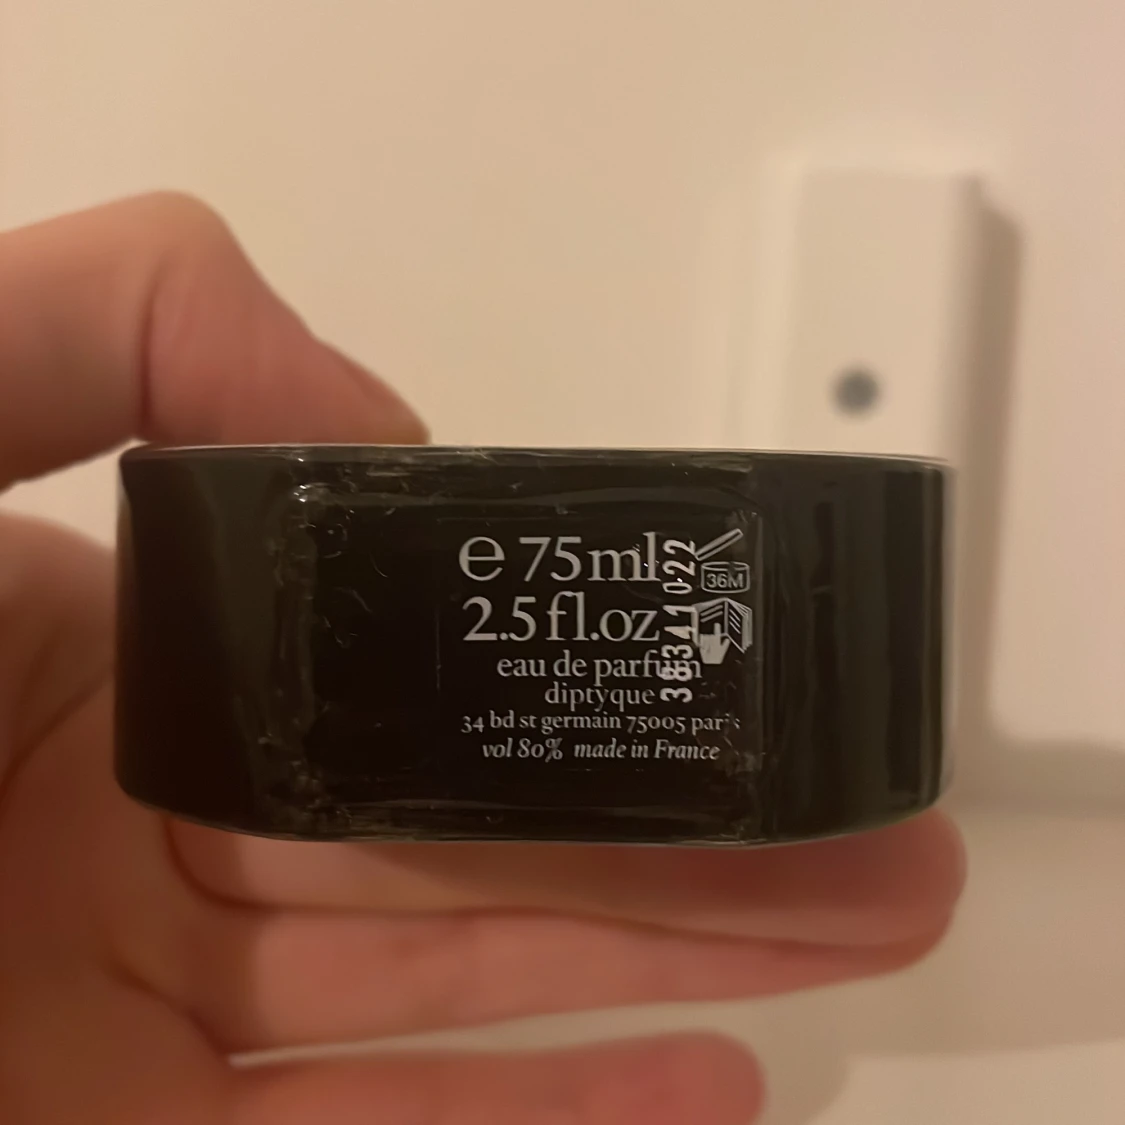 e 75ml
2.5 fl.oz
eau de parfum
diptyque
34 bd st germain 75005 paris
vol 80% made in France
36M